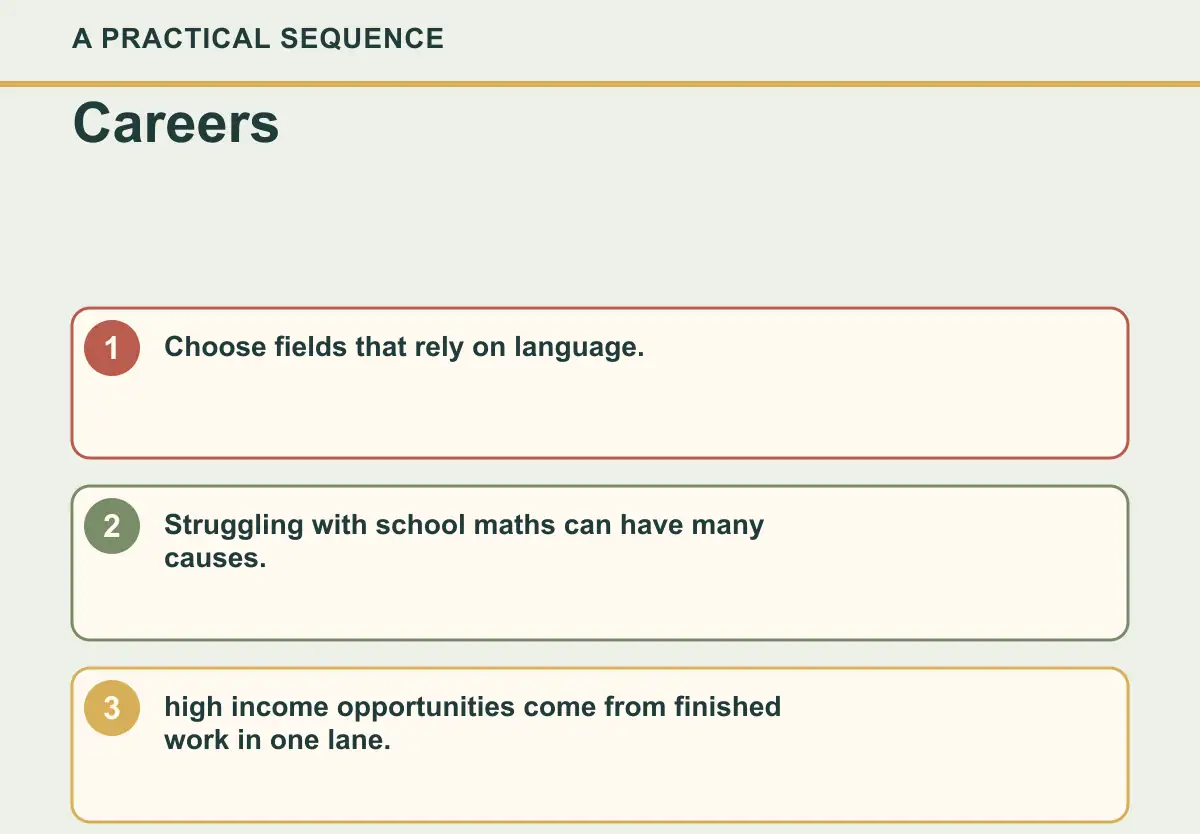 A PRACTICAL SEQUENCE
Careers
1
Choose fields that rely on language.
2
Struggling with school maths can have many
causes.
3
high income opportunities come from finished
work in one lane.